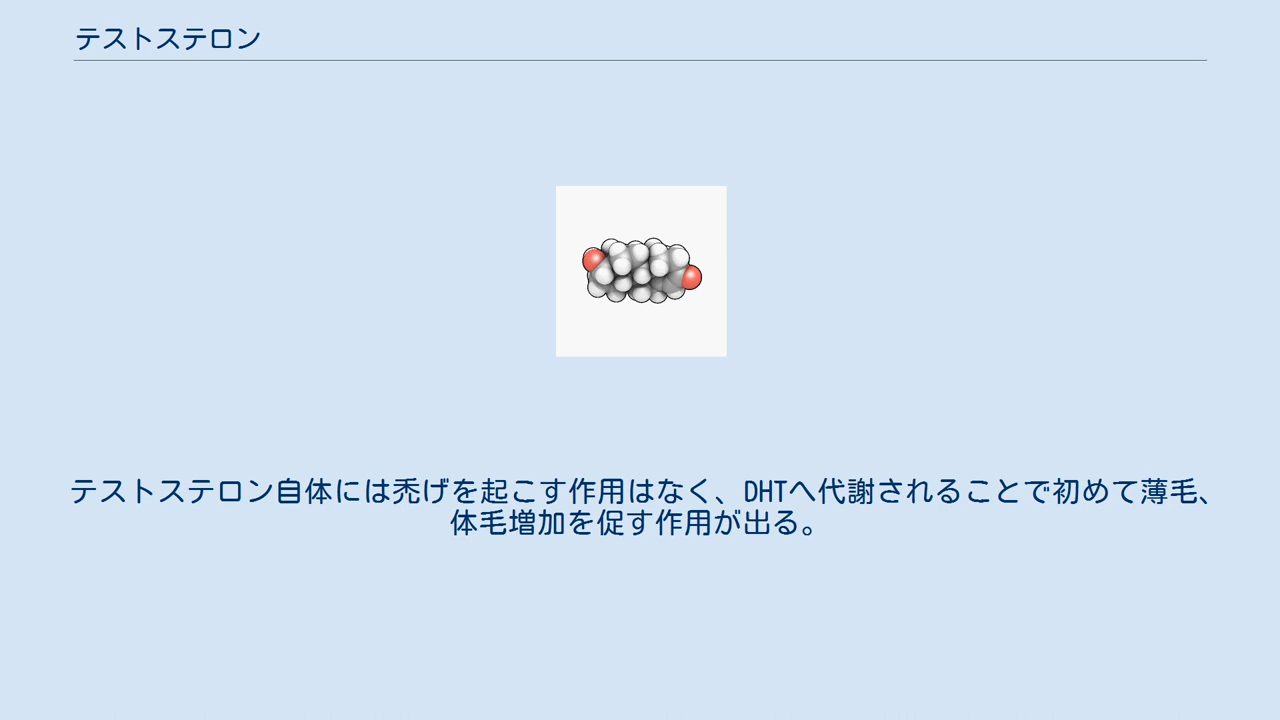 テストステロン
テストステロン自体には禿げを起こす作用はなく、DHTへ代謝されることで初めて薄毛、
体毛増加を促す作用が出る。